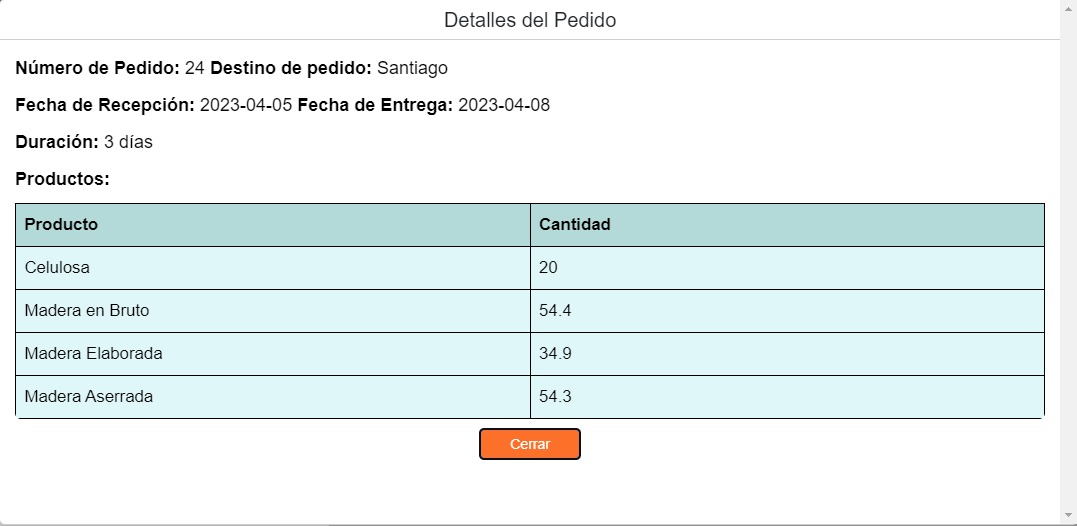 Detalles del Pedido
Número de Pedido: 24 Destino de pedido: Santiago
Fecha de Recepción: 2023-04-05 Fecha de Entrega: 2023-04-08
Duración: 3 días
Productos:
Producto Cantidad
Celulosa 20
Madera en Bruto 54.4
Madera Elaborada 34.9
Madera Aserrada 54.3
Cerrar